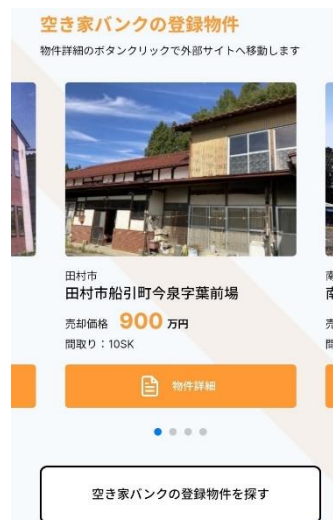 空き家バンクの登録物件
物件詳細のボタンクリックで外部サイトへ移動します
田村市
田村市船引町今泉字葉前場
売却価格 900 万円
間取り：10SK
物件詳細
南
南
売
間
空き家バンクの登録物件を探す